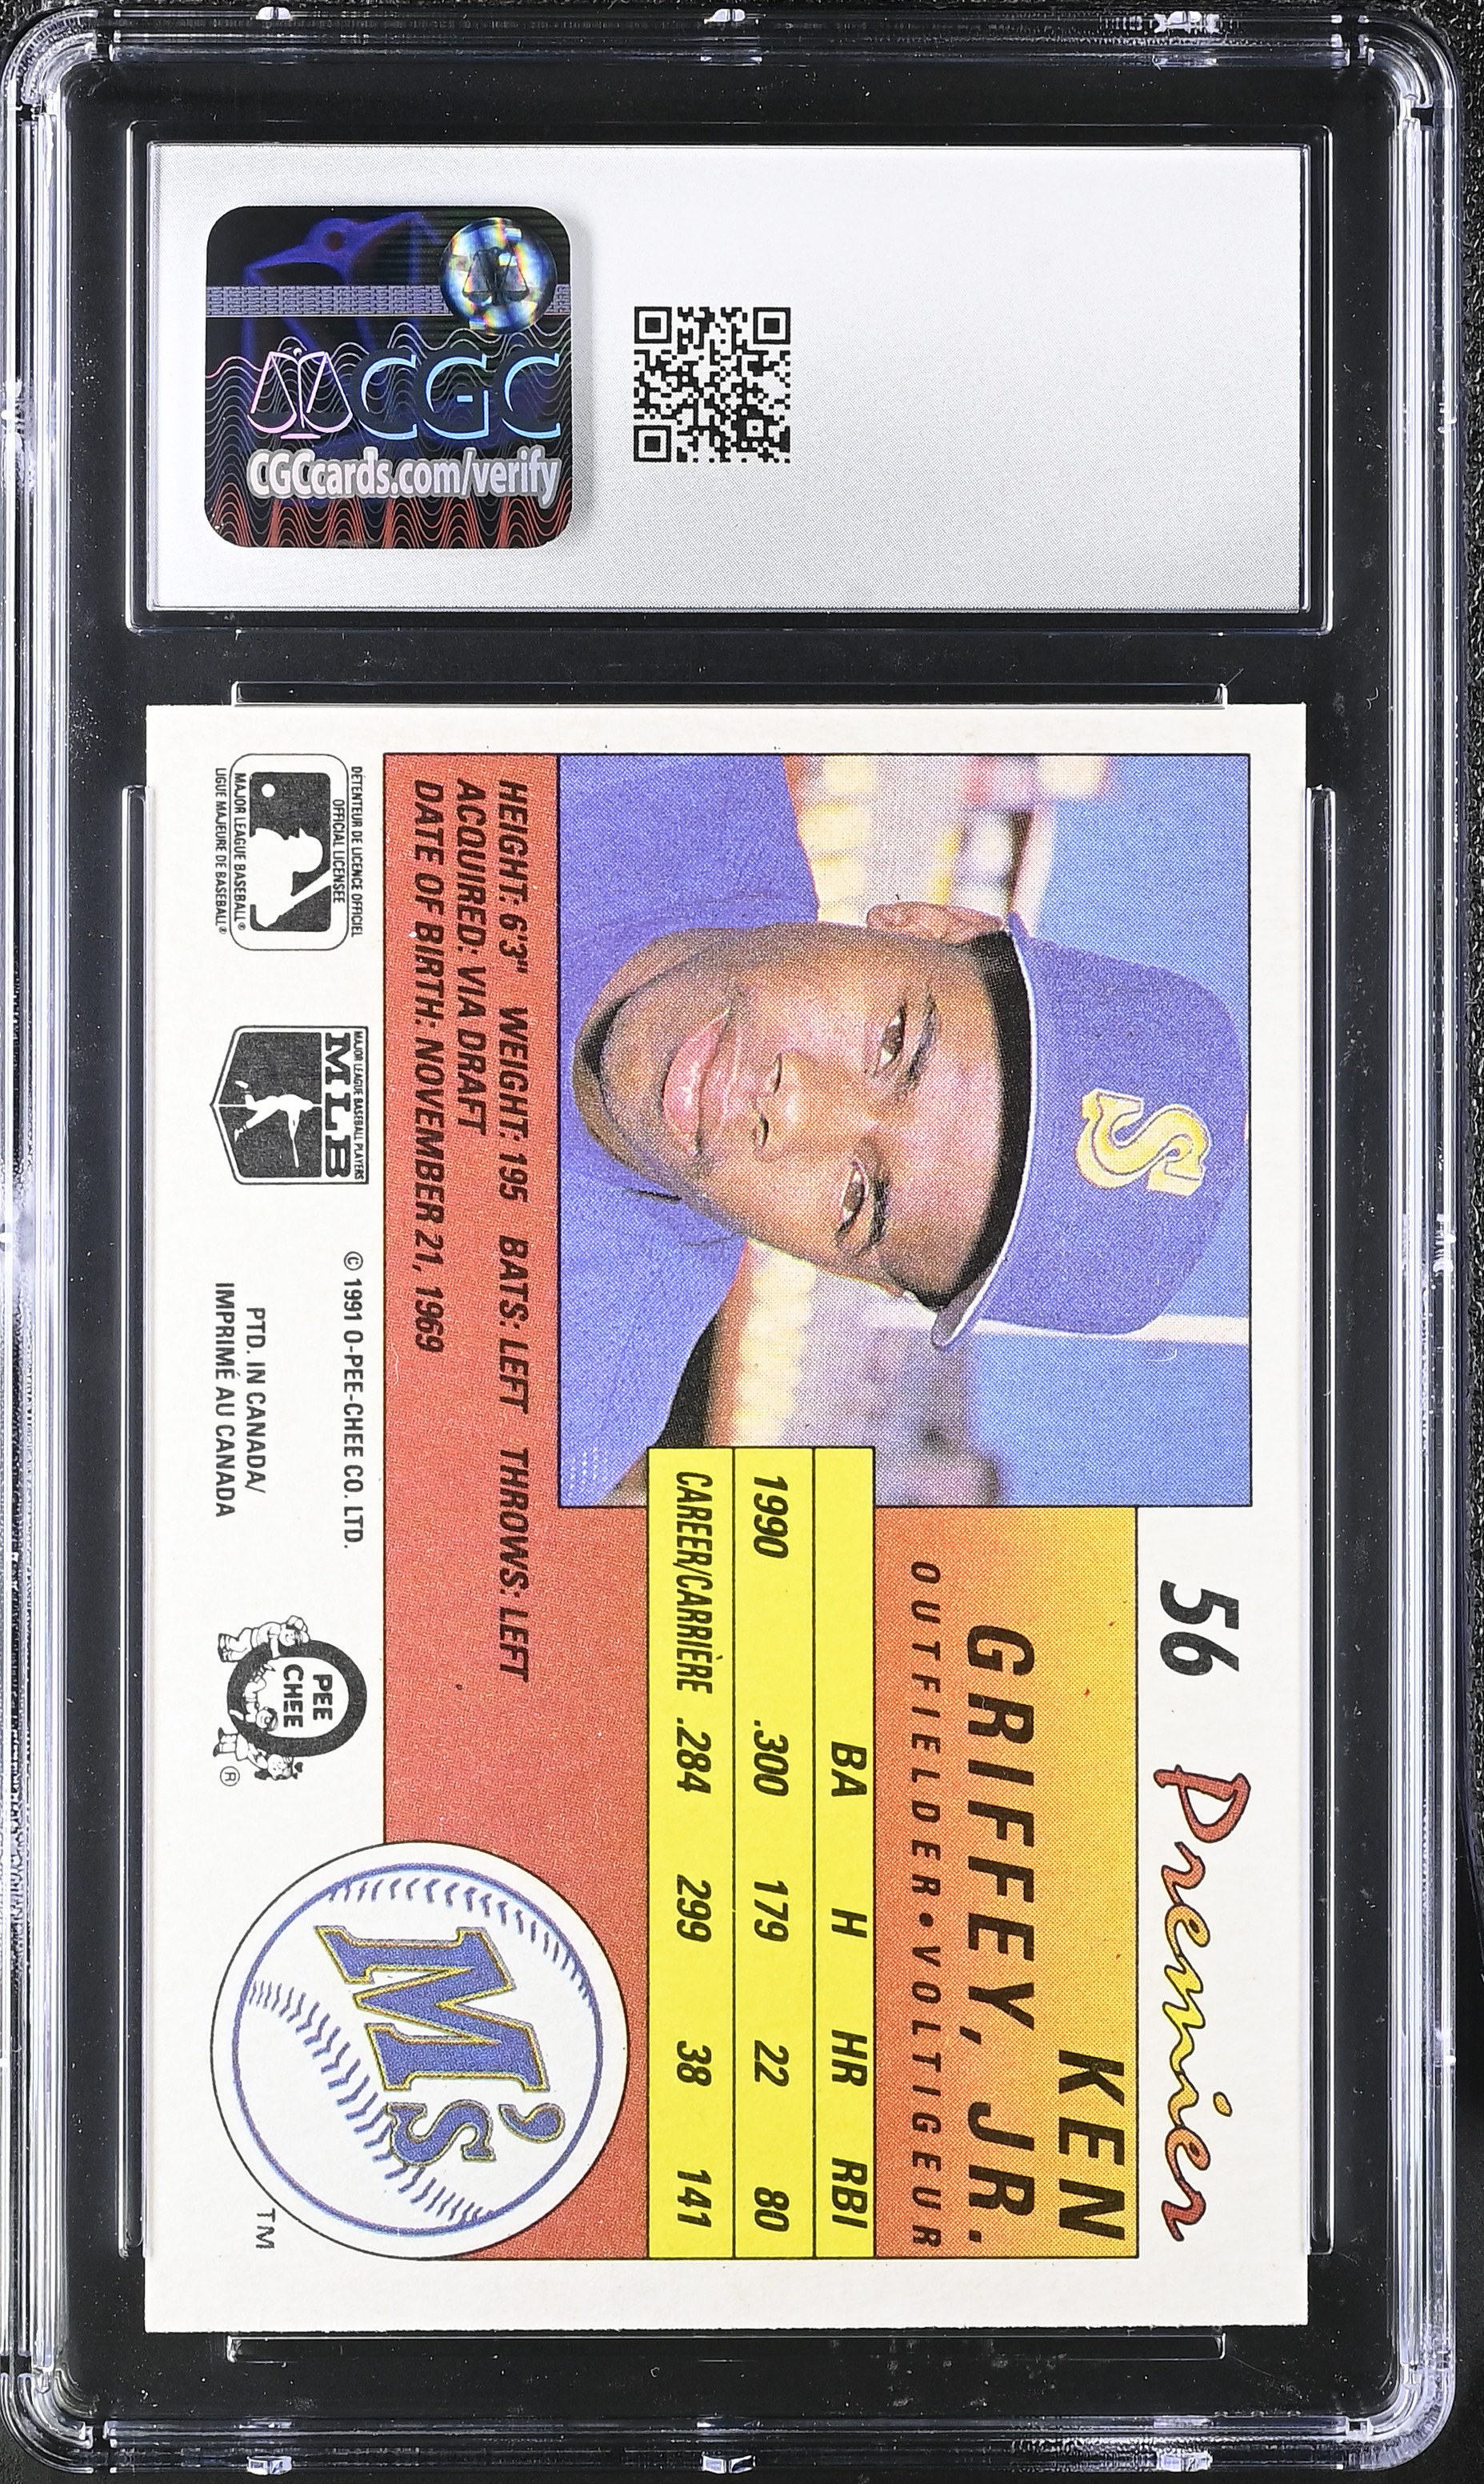 CGC
CGCcards.com/verify
56 Premier
KEN
GRIFFEY, JR.
OUTFIELDER • VOLTIGEUR
BA H HR RBI
1990 .300 179 22 80
CAREER/CARRIÈRE .284 299 38 141
S
HEIGHT: 6'3" WEIGHT: 195 BATS: LEFT THROWS: LEFT
ACQUIRED: VIA DRAFT
DATE OF BIRTH: NOVEMBER 21, 1969
M's
TM
DÉTENTEUR DE LICENCE OFFICIEL
OFFICIAL LICENSEE
MAJOR LEAGUE BASEBALL®
LIGUE MAJEURE DE BASEBALL®
MAJOR LEAGUE BASEBALL PLAYERS
MLB
© 1991 O-PEE-CHEE CO. LTD.
PTD. IN CANADA/
IMPRIMÉ AU CANADA
O PEE
CHEE
®